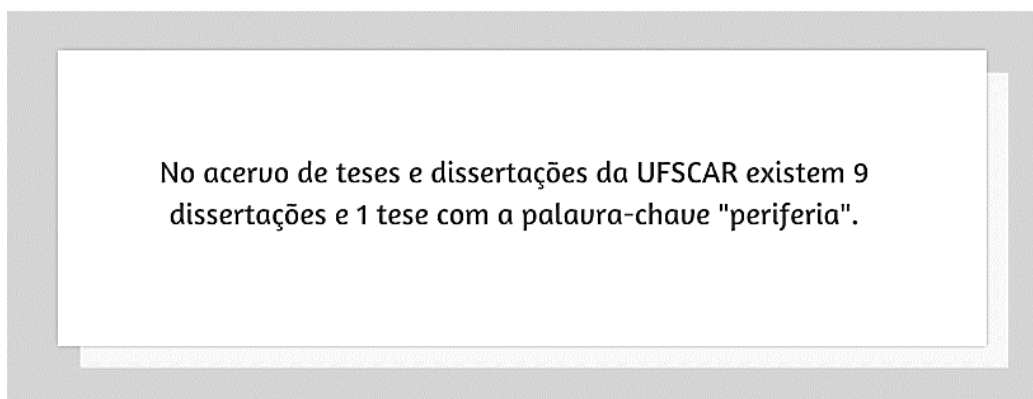 No acervo de teses e dissertações da UFSCAR existem 9
dissertações e 1 tese com a palavra-chave "periferia".